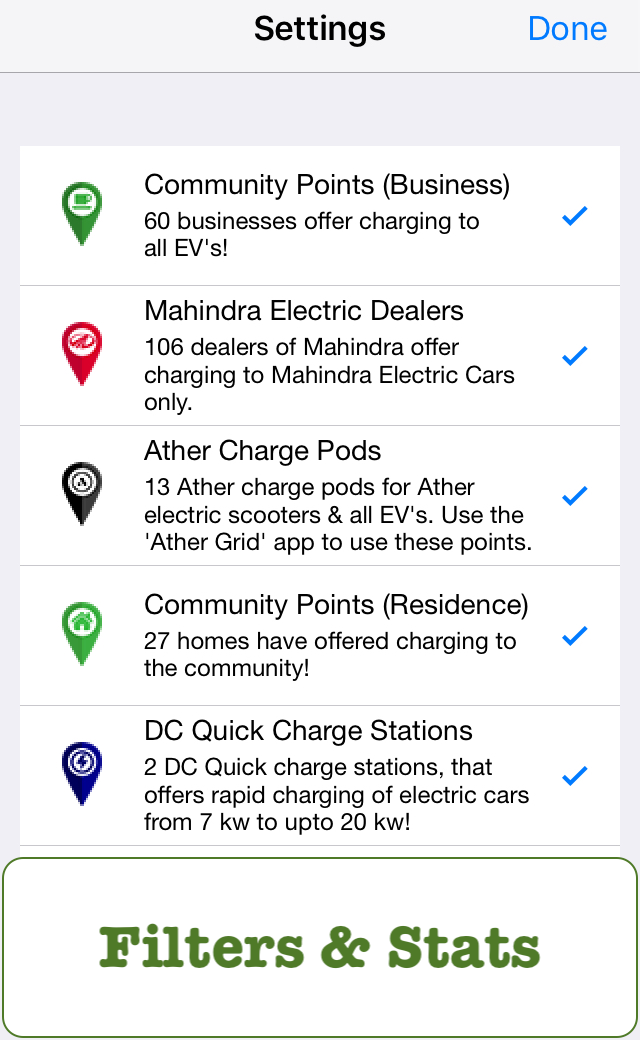 Settings
Done
Community Points (Business)
60 businesses offer charging to
all EV's!
Mahindra Electric Dealers
106 dealers of Mahindra offer
charging to Mahindra Electric Cars
only.
Ather Charge Pods
13 Ather charge pods for Ather
electric scooters & all EV's. Use the
'Ather Grid' app to use these points.
Community Points (Residence)
27 homes have offered charging to
the community!
DC Quick Charge Stations
2 DC Quick charge stations, that
offers rapid charging of electric cars
from 7 kw to upto 20 kw!
Filters & Stats